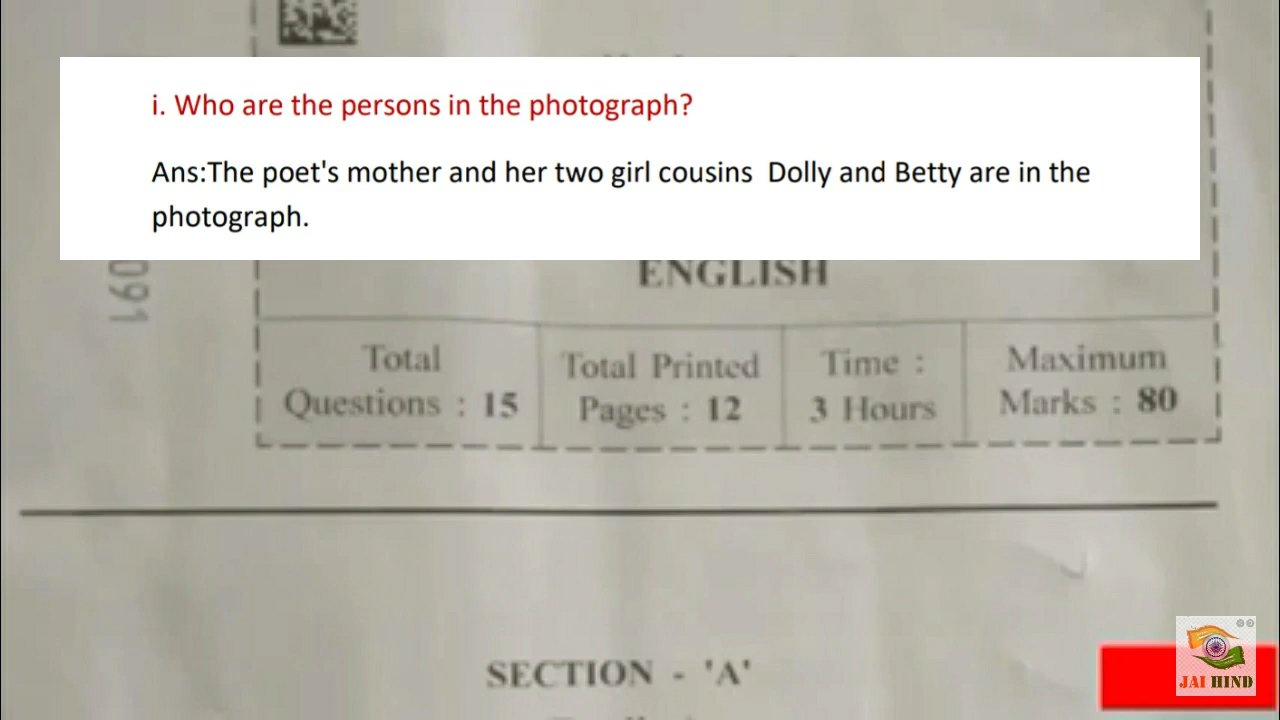 i. Who are the persons in the photograph?
Ans:The poet's mother and her two girl cousins  Dolly and Betty are in the
photograph.
091
ENGLISH
Total
Questions : 15
Total Printed
Pages : 12
Time :
3 Hours
Maximum
Marks : 80
SECTION - 'A'
JAI HIND